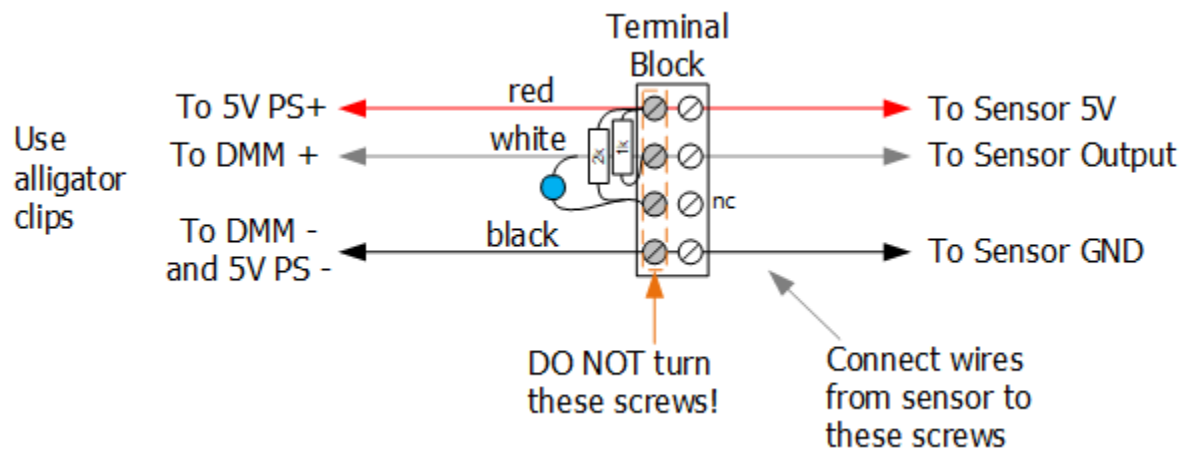 Terminal
Block
red
To 5V PS+
To Sensor 5V
Use
alligator
clips
white
To DMM +
2k
1k
To Sensor Output
nc
To DMM -
and 5V PS -
black
To Sensor GND
DO NOT turn
these screws!
Connect wires
from sensor to
these screws